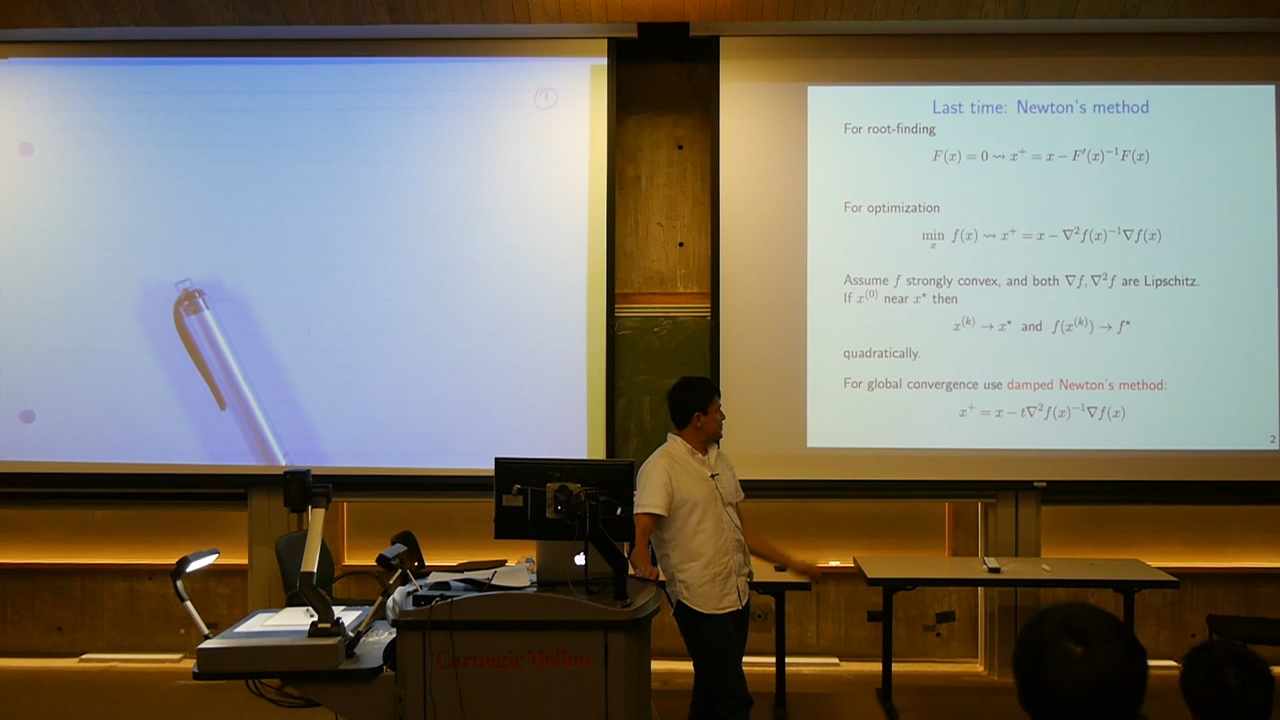 1
Last time: Newton's method
For root-finding
F(x) = 0 ⇝ x⁺ = x − F′(x)⁻¹F(x)
For optimization
min f(x) ⇝ x⁺ = x − ∇²f(x)⁻¹∇f(x)
x
Assume f strongly convex, and both ∇f, ∇²f are Lipschitz.
If x⁽⁰⁾ near x⋆ then
x⁽ᵏ⁾ → x⋆ and f(x⁽ᵏ⁾) → f⋆
quadratically.
For global convergence use damped Newton's method:
x⁺ = x − t∇²f(x)⁻¹∇f(x)
2
Carnegie Mellon